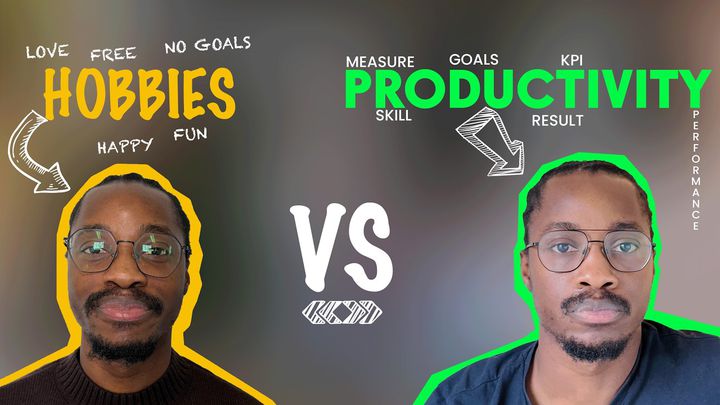 LOVE FREE NO GOALS
HOBBIES
HAPPY FUN
VS
MEASURE GOALS KPI
PRODUCTIVITY
SKILL RESULT
PERFORMANCE